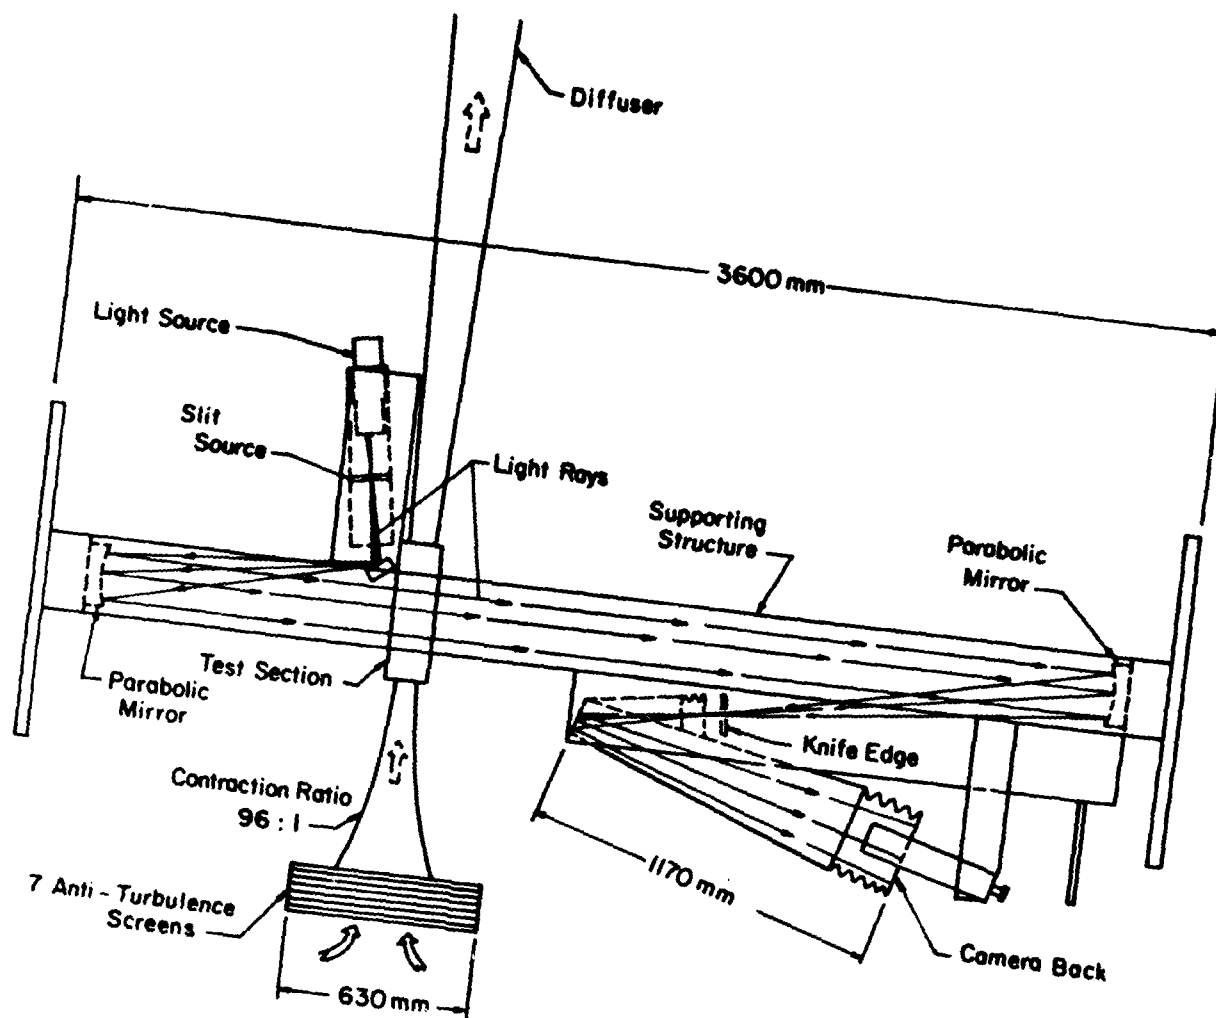 Diffuser
3600 mm
Light Source
Slit
Source
Light Rays
Supporting
Structure
Parabolic
Mirror
Test Section
Parabolic
Mirror
Knife Edge
Contraction Ratio
96 : 1
1170 mm
7 Anti - Turbulence
Screens
Camera Back
630 mm